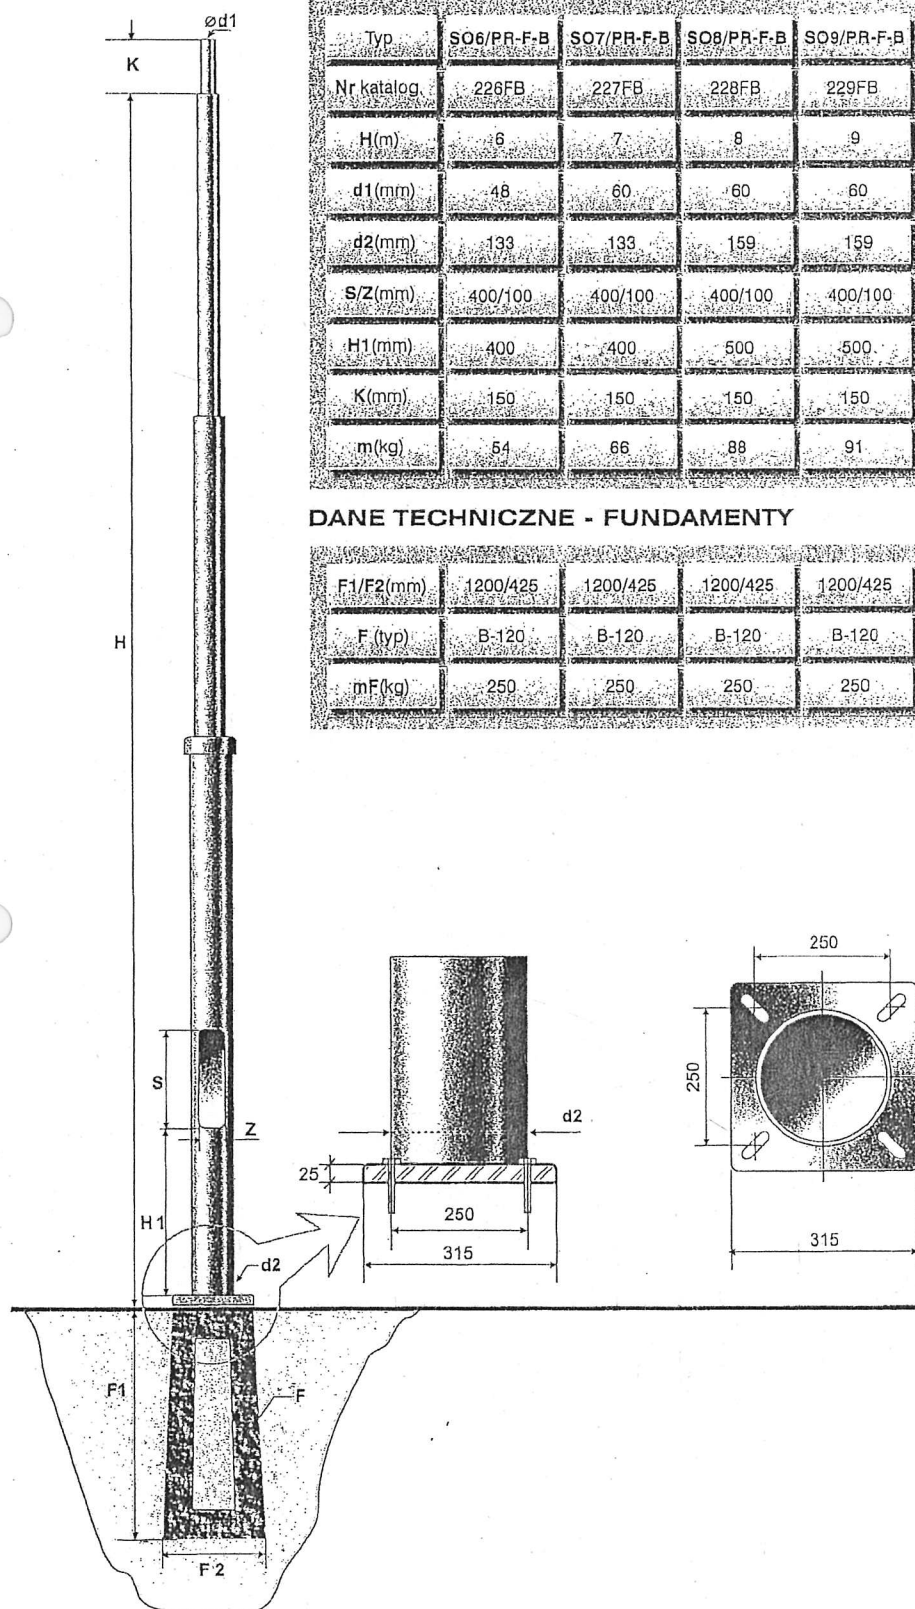 Typ SO6/PR-F-B SO7/PR-F-B SO8/PR-F-B SO9/PR-F-B
Nr katalog. 226FB 227FB 228FB 229FB
H(m) 6 7 8 9
d1(mm) 48 60 60 60
d2(mm) 133 133 159 159
S/Z(mm) 400/100 400/100 400/100 400/100
H1(mm) 400 400 500 500
K(mm) 150 150 150 150
m(kg) 54 66 88 91
DANE TECHNICZNE - FUNDAMENTY
F1/F2(mm) 1200/425 1200/425 1200/425 1200/425
F (typ) B-120 B-120 B-120 B-120
mF(kg) 250 250 250 250
ød1
K
H
S
Z
H1
d2
F1
F
F2
d2
25
250
315
250
250
315